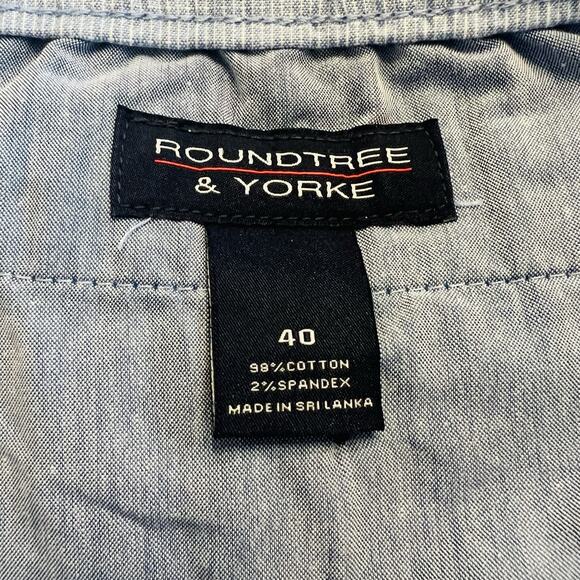 ROUNDTREE
& YORKE
40
98% COTTON
2% SPANDEX
MADE IN SRI LANKA